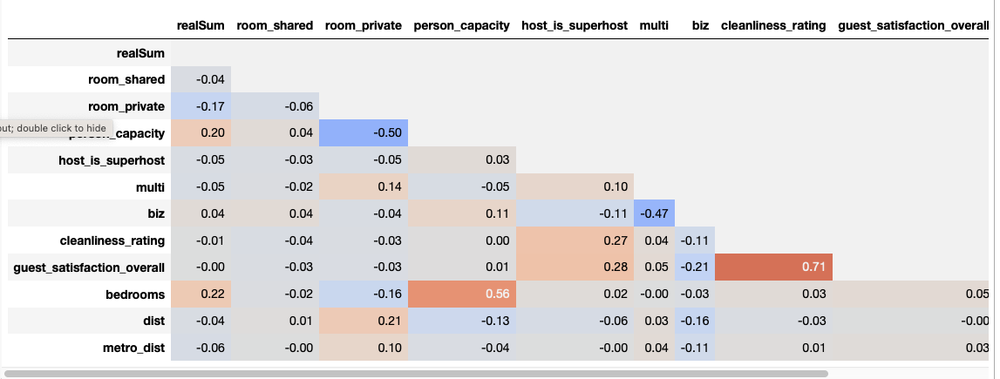 realSum room_shared room_private person_capacity host_is_superhost multi biz cleanliness_rating guest_satisfaction_overall
realSum
room_shared -0.04
room_private -0.17 -0.06
out; double click to hide
person_capacity 0.20 0.04 -0.50
host_is_superhost -0.05 -0.03 -0.05 0.03
multi -0.05 -0.02 0.14 -0.05 0.10
biz 0.04 0.04 -0.04 0.11 -0.11 -0.47
cleanliness_rating -0.01 -0.04 -0.03 0.00 0.27 0.04 -0.11
guest_satisfaction_overall -0.00 -0.03 -0.03 0.01 0.28 0.05 -0.21 0.71
bedrooms 0.22 -0.02 -0.16 0.56 0.02 -0.00 -0.03 0.03 0.05
dist -0.04 0.01 0.21 -0.13 -0.06 0.03 -0.16 -0.03 -0.00
metro_dist -0.06 -0.00 0.10 -0.04 -0.00 0.04 -0.11 0.01 0.03